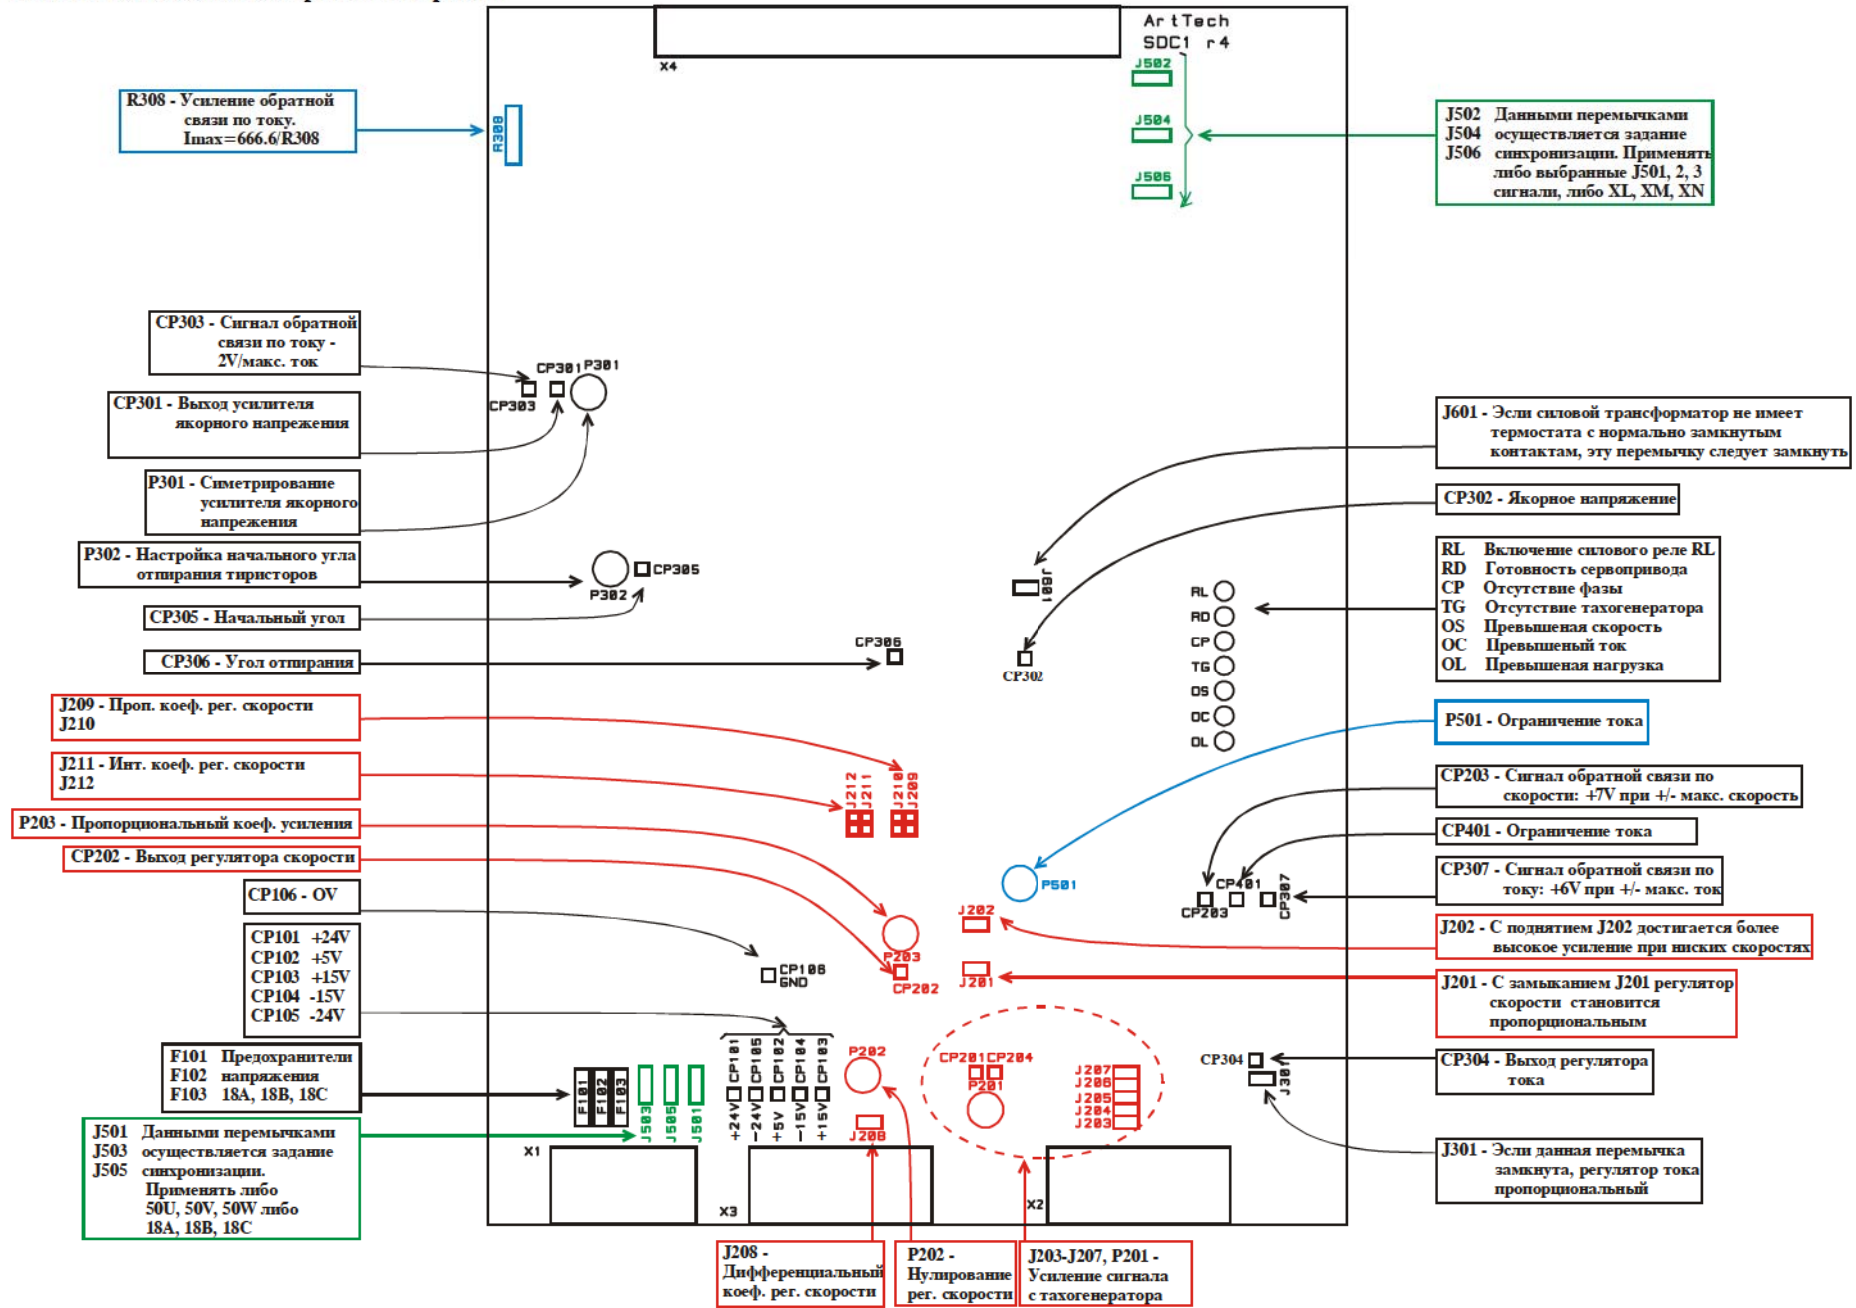 ArtTech
SDC1 r4
X4
J502
J504
J506
R308
R308 - Усиление обратной
связи по току.
Imax=666.6/R308
J502 Данными перемычками
J504 осуществляется задание
J506 синхронизации. Применять
либо выбранные J501, 2, 3
сигнали, либо XL, XM, XN
CP303 - Сигнал обратной
связи по току -
2V/макс. ток
CP301 P301
CP303
CP301 - Выход усилителя
якорного напрежения
P301 - Симетрирование
усилителя якорного
напрежения
P302 - Настройка начального угла
отпирания тиристоров
CP305
P302
CP305 - Начальный угол
CP306 - Угол отпирания
CP306
J601 - Эсли силовой трансформатор не имеет
термостата с нормально замкнутым
контактам, эту перемычку следует замкнуть
CP302 - Якорное напряжение
J601
CP302
RL Включение силового реле RL
RD Готовность сервопривода
CP Отсутствие фазы
TG Отсутствие тахогенератора
OS Превышеная скорость
OC Превышеный ток
OL Превышеная нагрузка
RL
RD
CP
TG
OS
OC
OL
J209 - Проп. коеф. рег. скорости
J210
J211 - Инт. коеф. рег. скорости
J212
J212
J211
J210
J209
P203 - Пропорциональный коеф. усиления
CP202 - Выход регулятора скорости
P501 - Ограничение тока
P501
CP203 - Сигнал обратной связи по
скорости: +7V при +/- макс. скорость
CP401 - Ограничение тока
CP307 - Сигнал обратной связи по
току: +6V при +/- макс. ток
CP401
CP203
CP307
CP106 - OV
CP101 +24V
CP102 +5V
CP103 +15V
CP104 -15V
CP105 -24V
P203
CP202
CP106
GND
J202
J201
J202 - С поднятием J202 достигается более
высокое усиление при ниских скоростях
J201 - С замыканием J201 регулятор
скорости становится
пропорциональным
F101 Предохранители
F102 напряжения
F103 18A, 18B, 18C
F101
F102
F103
J503
J505
J501
+24V CP101
-24V CP105
+5V CP102
-15V CP104
+15V CP103
P202
J208
CP201 CP204
P201
J207
J206
J205
J204
J203
CP304
J301
CP304 - Выход регулятора
тока
J301 - Эсли данная перемычка
замкнута, регулятор тока
пропорциональный
J501 Данными перемычками
J503 осуществляется задание
J505 синхронизации.
Применять либо
50U, 50V, 50W либо
18A, 18B, 18C
X1
X3
X2
J208 -
Дифференциальный
коеф. рег. скорости
P202 -
Нулирование
рег. скорости
J203-J207, P201 -
Усиление сигнала
с тахогенератора